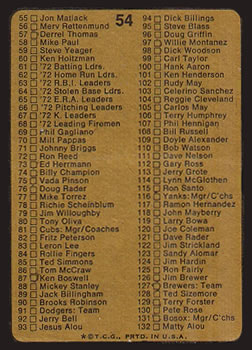 54
55 Jon Matlack
56 Merv Rettenmund
57 Derrel Thomas
58 Mike Paul
59 Steve Yeager
60 Ken Holtzman
61 '72 Batting Ldrs.
62 '72 Home Run Ldrs.
63 '72 R.B.I. Leaders
64 '72 Stolen Base Ldrs.
65 '72 E.R.A. Leaders
66 '72 Pitching Leaders
67 '72 K. Leaders
68 '72 Leading Firemen
69 Phil Gagliano
70 Milt Pappas
71 Johnny Briggs
72 Ron Reed
73 Ed Herrmann
74 Billy Champion
75 Vada Pinson
76 Doug Rader
77 Mike Torrez
78 Richie Scheinblum
79 Jim Willoughby
80 Tony Oliva
81 Cubs: Mgr/Coaches
82 Fritz Peterson
83 Leron Lee
84 Rollie Fingers
85 Ted Simmons
86 Tom McCraw
87 Ken Boswell
88 Mickey Stanley
89 Jack Billingham
90 Brooks Robinson
91 Dodgers: Team
92 Jerry Bell
93 Jesus Alou
94 Dick Billings
95 Steve Blass
96 Doug Griffin
97 Willie Montanez
98 Dick Woodson
99 Carl Taylor
100 Hank Aaron
101 Ken Henderson
102 Rudy May
103 Celerino Sanchez
104 Reggie Cleveland
105 Carlos May
106 Terry Humphrey
107 Phil Hennigan
108 Bill Russell
109 Doyle Alexander
110 Bob Watson
111 Dave Nelson
112 Gary Ross
113 Jerry Grote
114 Lynn McGlothen
115 Ron Santo
116 Yanks: Mgr/C'chs
117 Ramon Hernandez
118 John Mayberry
119 Larry Bowa
120 Joe Coleman
121 Dave Rader
122 Jim Strickland
123 Sandy Alomar
124 Jim Hardin
125 Ron Fairly
126 Jim Brewer
127 Brewers: Team
128 Ted Sizemore
129 Terry Forster
130 Pete Rose
131 Bosox: Mgr/C'chs
132 Matty Alou
★©T.C.G., PRTD. IN U.S.A.